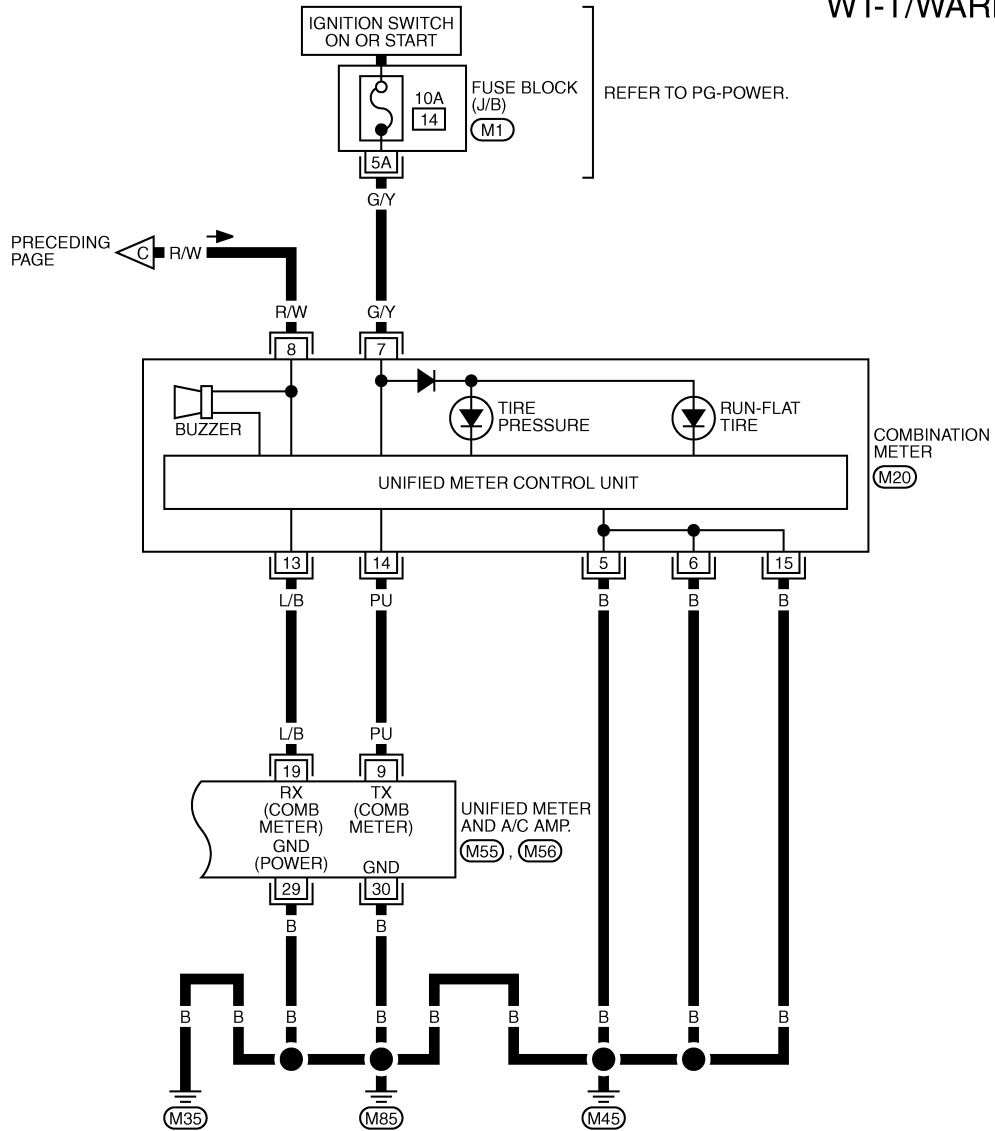 WT-T/WAR
IGNITION SWITCH
ON OR START
FUSE BLOCK
(J/B)
M1
10A
14
REFER TO PG-POWER.
5A
G/Y
PRECEDING
PAGE
C
R/W
R/W
G/Y
8
7
BUZZER
TIRE
PRESSURE
RUN-FLAT
TIRE
COMBINATION
METER
M20
UNIFIED METER CONTROL UNIT
13
14
5
6
15
L/B
PU
B
B
B
L/B
PU
19
9
RX
(COMB
METER)
TX
(COMB
METER)
GND
(POWER)
GND
UNIFIED METER
AND A/C AMP.
M55 , M56
29
30
B
B
B
B
B
B
B
B
B
B
M35
M85
M45